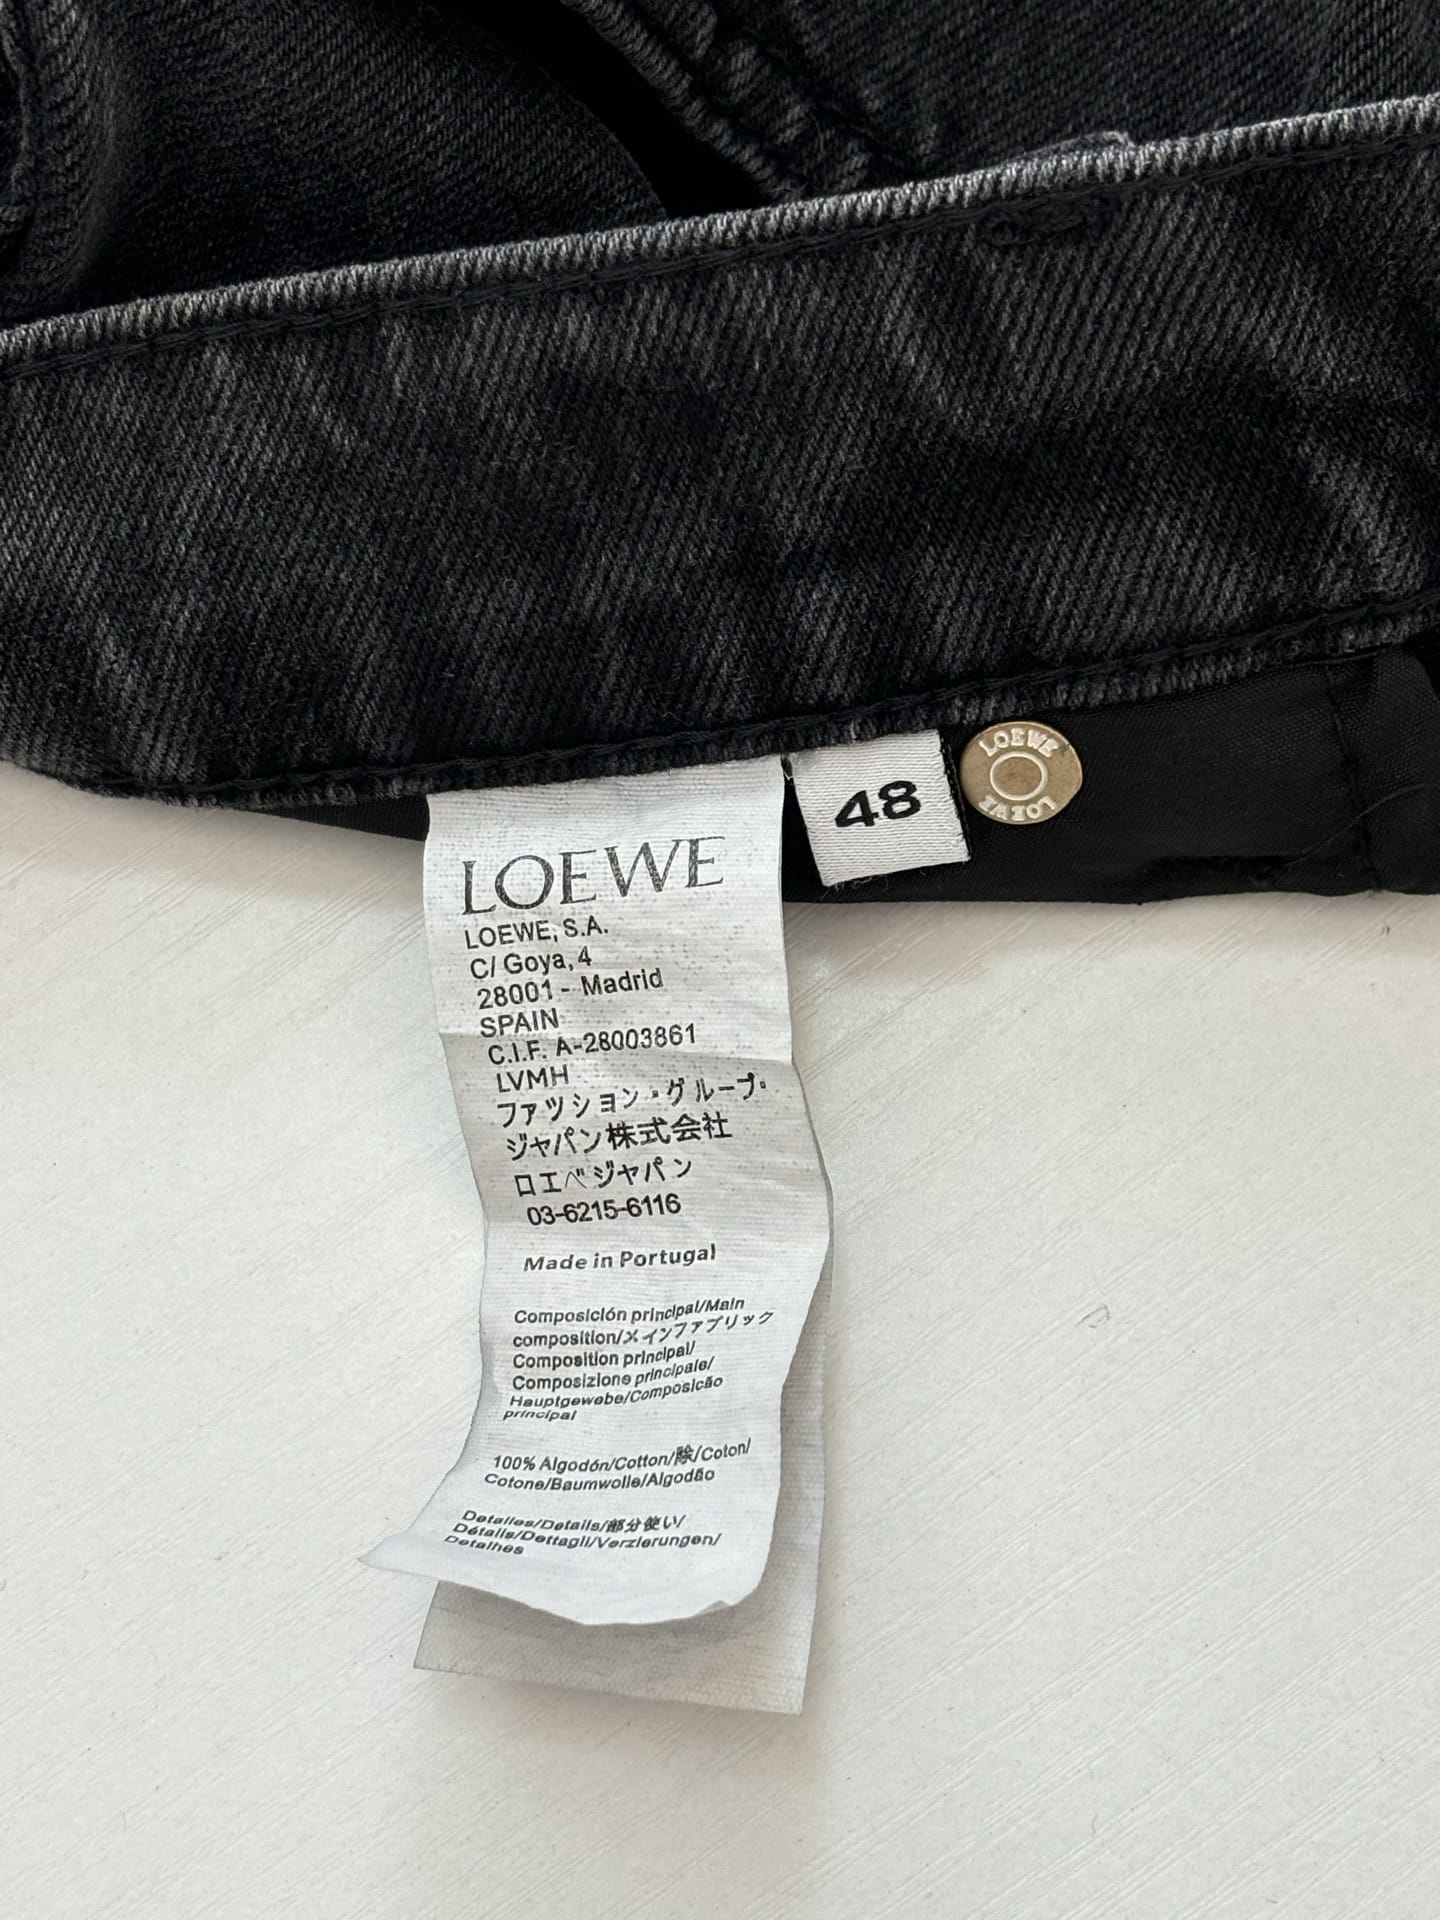 LOEWE
LOEWE
48
LOEWE
LOEWE, S.A.
C/ Goya, 4
28001 - Madrid
SPAIN
C.I.F. A-28003861
LVMH
ファツション・グループ・
ジャパン株式会社
ロエベジャパン
03-6215-6116
Made in Portugal
Composición principal/Main
composition/メインファブリック
Composition principal/
Composizione principale/
Hauptgewebe/Composicão
principal
100% Algodón/Cotton/除/Coton/
Cotone/Baumwolle/Algodão
Detalles/Details/部分使い/
Détails/Dettagli/Verzierungen/
Detalhes